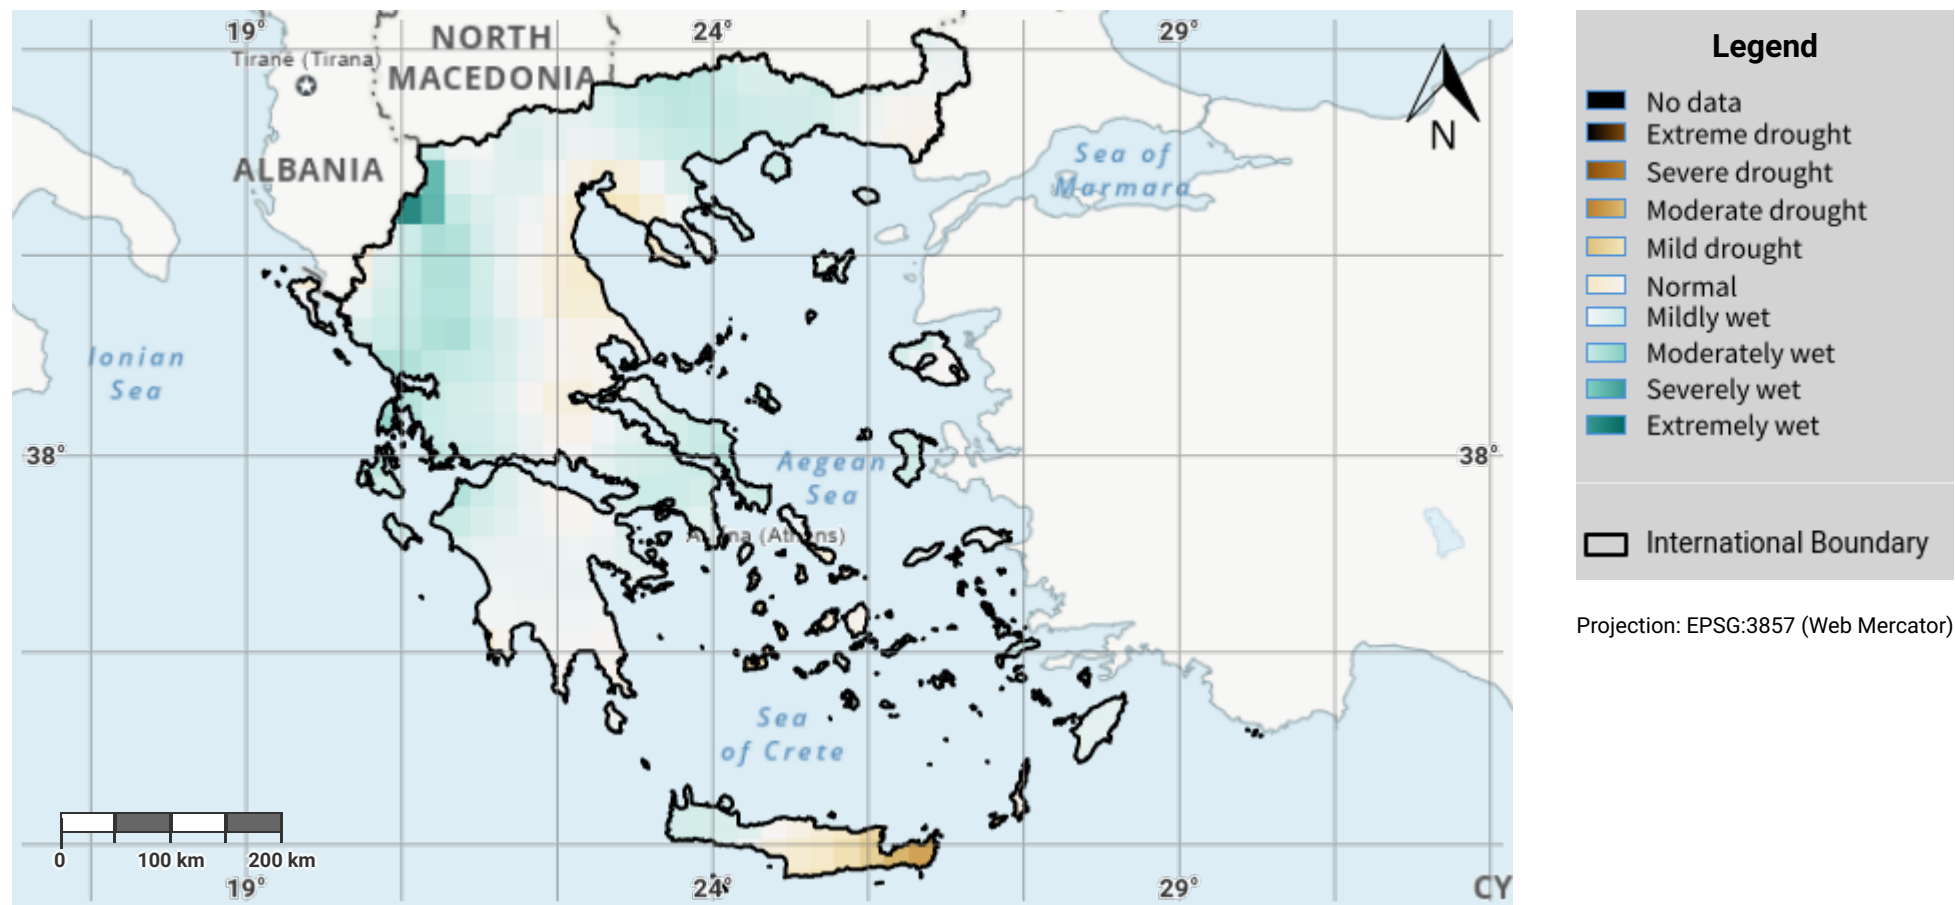 19°
24°
29°
NORTH
MACEDONIA
Tiranë (Tirana)
ALBANIA
N
Sea of
Marmara
Ionian
Sea
38°
38°
Aegean
Sea
(Athens)
Sea
of Crete
0
100 km
200 km
19°
24°
29°
CY
Legend
No data
Extreme drought
Severe drought
Moderate drought
Mild drought
Normal
Mildly wet
Moderately wet
Severely wet
Extremely wet
International Boundary
Projection: EPSG:3857 (Web Mercator)